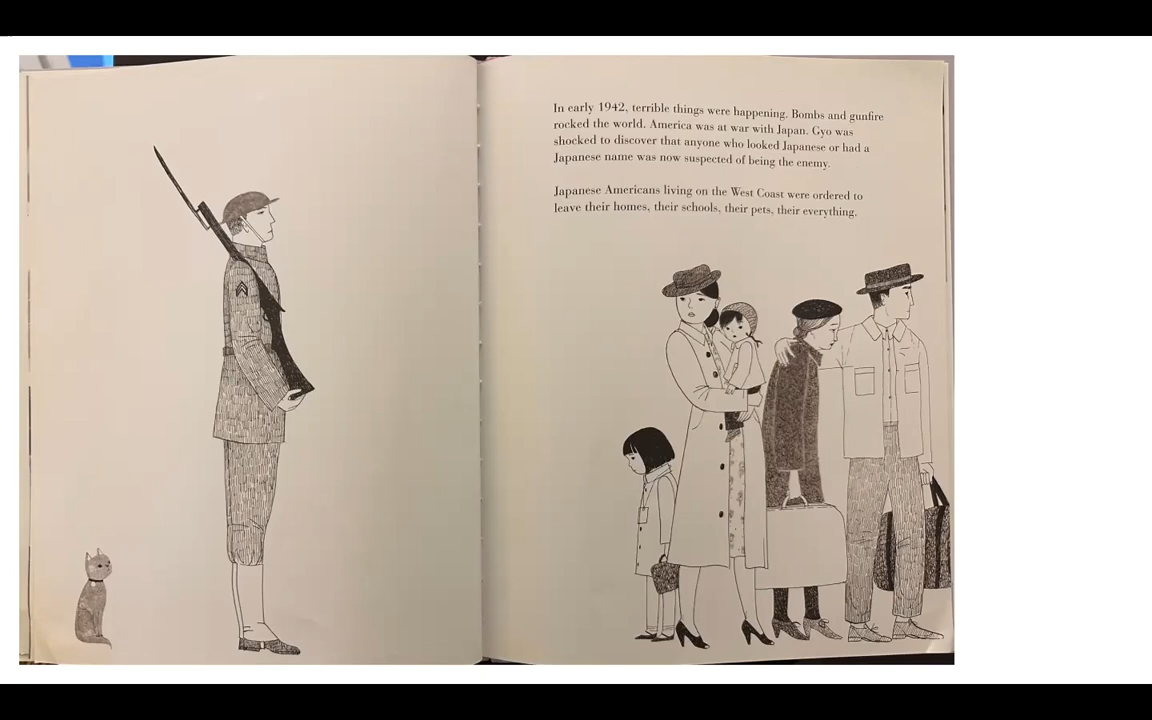 In early 1942, terrible things were happening. Bombs and gunfire
rocked the world. America was at war with Japan. Gyo was
shocked to discover that anyone who looked Japanese or had a
Japanese name was now suspected of being the enemy.
Japanese Americans living on the West Coast were ordered to
leave their homes, their schools, their pets, their everything.